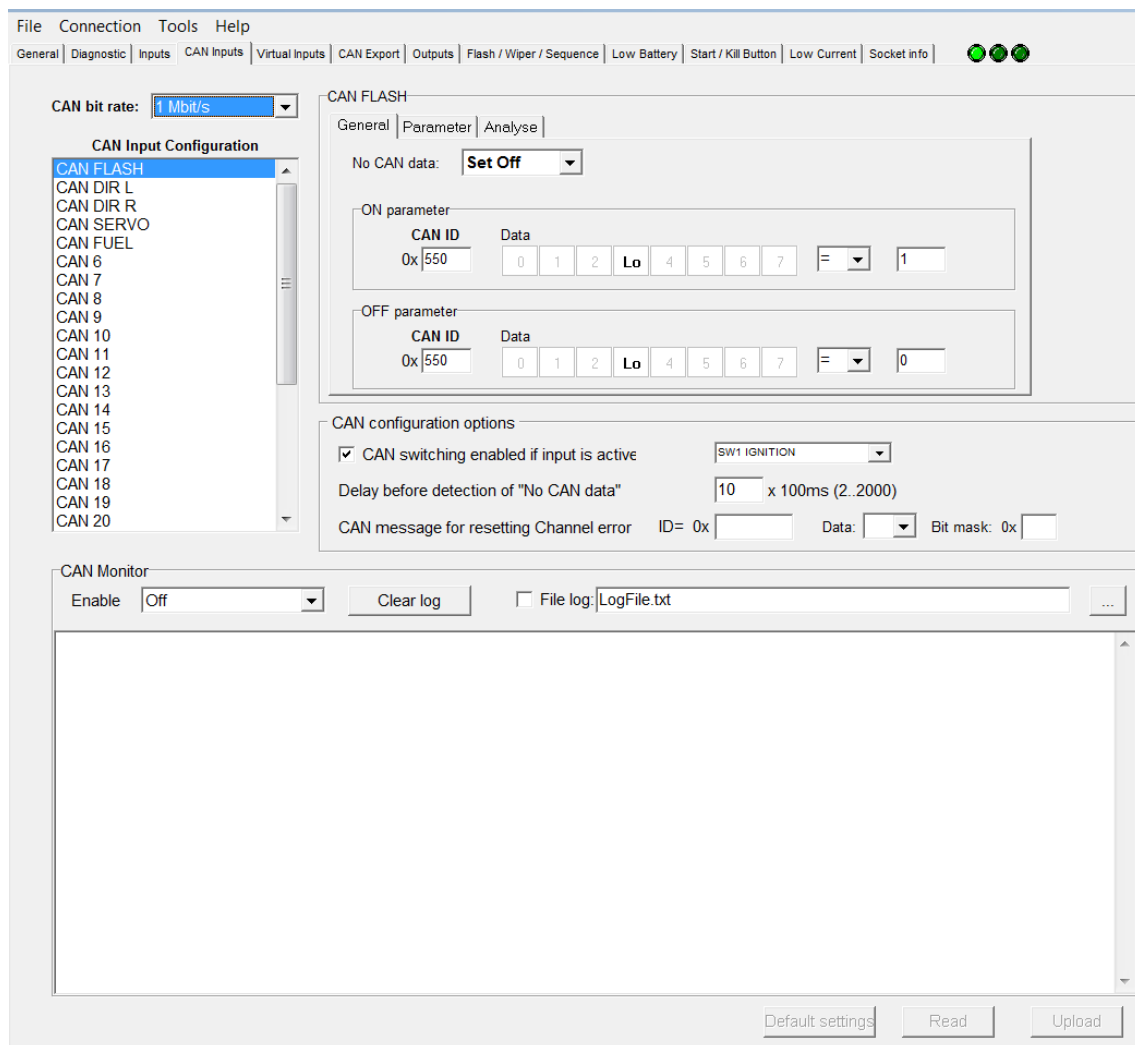 File Connection Tools Help
General Diagnostic Inputs CAN Inputs Virtual Inputs CAN Export Outputs Flash / Wiper / Sequence Low Battery Start / Kill Button Low Current Socket info
CAN bit rate: 1 Mbit/s
CAN Input Configuration
CAN FLASH
CAN DIR L
CAN DIR R
CAN SERVO
CAN FUEL
CAN 6
CAN 7
CAN 8
CAN 9
CAN 10
CAN 11
CAN 12
CAN 13
CAN 14
CAN 15
CAN 16
CAN 17
CAN 18
CAN 19
CAN 20
CAN FLASH
General Parameter Analyse
No CAN data: Set Off
ON parameter
CAN ID Data
0x 550 0 1 2 Lo 4 5 6 7 = 1
OFF parameter
CAN ID Data
0x 550 0 1 2 Lo 4 5 6 7 = 0
CAN configuration options
CAN switching enabled if input is active SW1 IGNITION
Delay before detection of "No CAN data" 10 x 100ms (2..2000)
CAN message for resetting Channel error ID= 0x Data: Bit mask: 0x
CAN Monitor
Enable Off Clear log File log: LogFile.txt ...
Default settings Read Upload